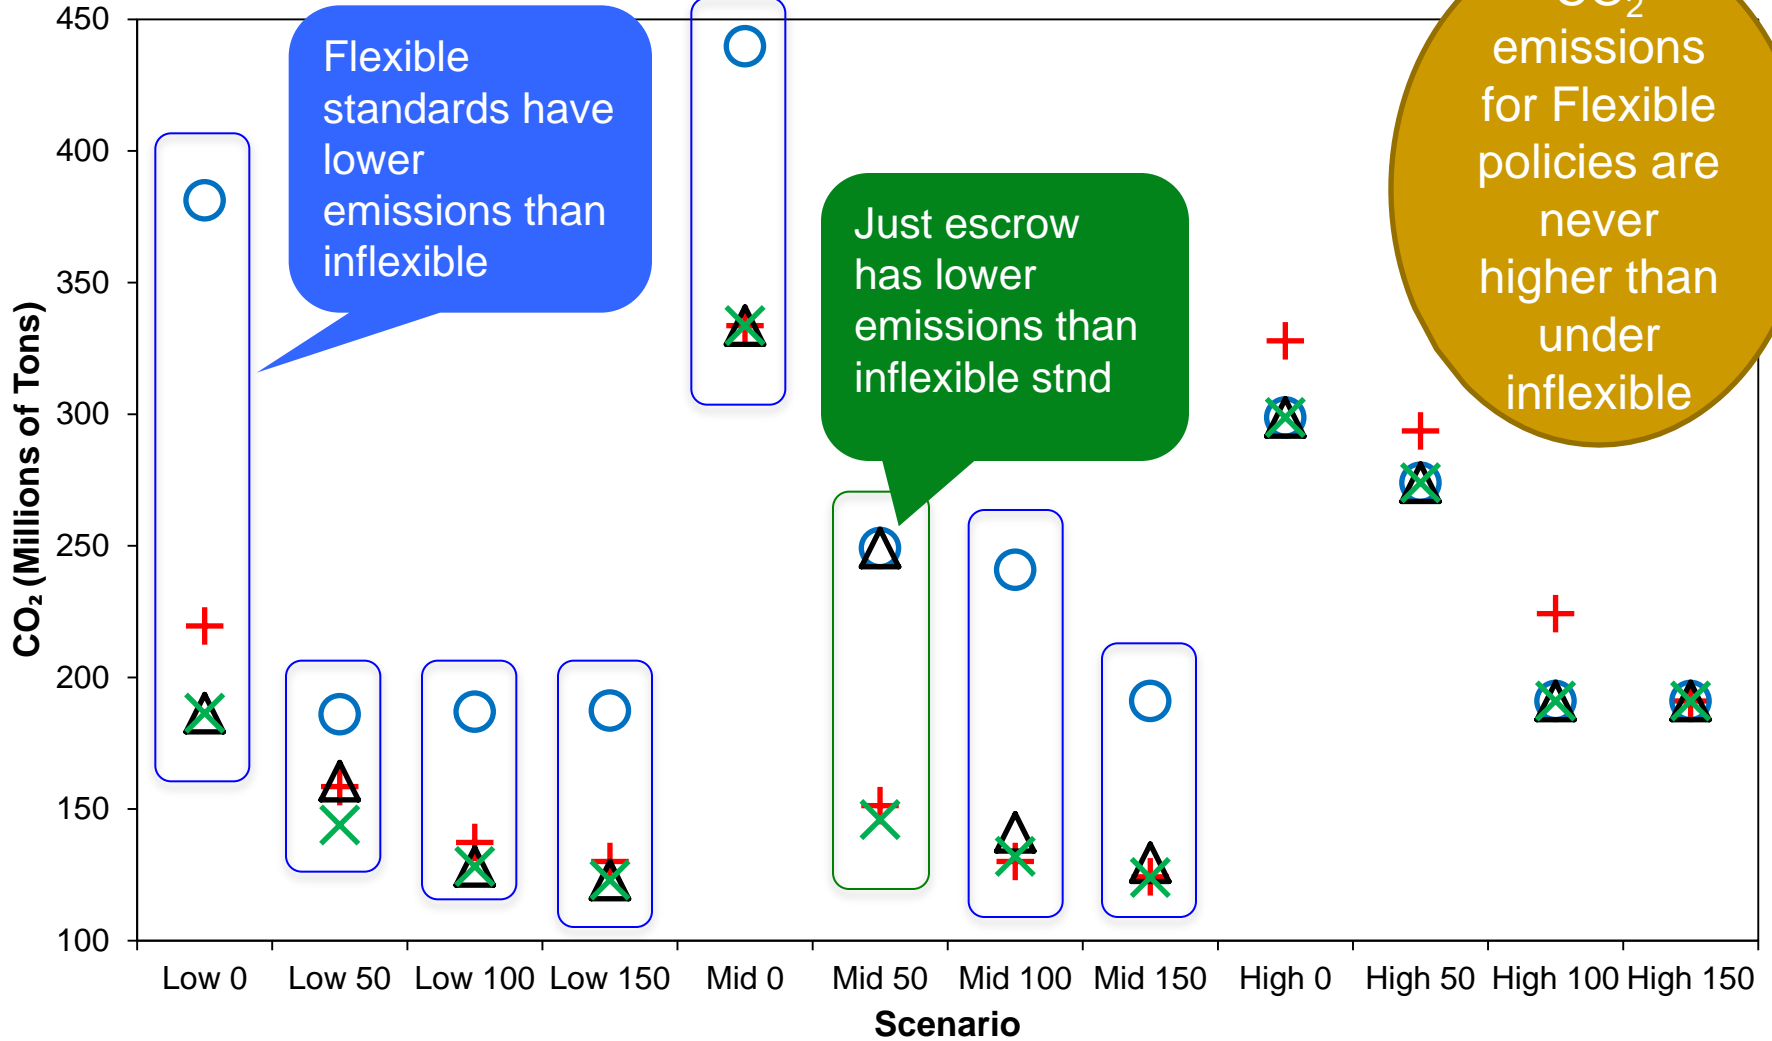 450
400
350
300
250
200
150
100
CO₂ (Millions of Tons)
Flexible
standards have
lower
emissions than
inflexible
Just escrow
has lower
emissions than
inflexible stnd
CO₂
emissions
for Flexible
policies are
never
higher than
under
inflexible
Low 0 Low 50 Low 100 Low 150 Mid 0 Mid 50 Mid 100 Mid 150 High 0 High 50 High 100 High 150
Scenario